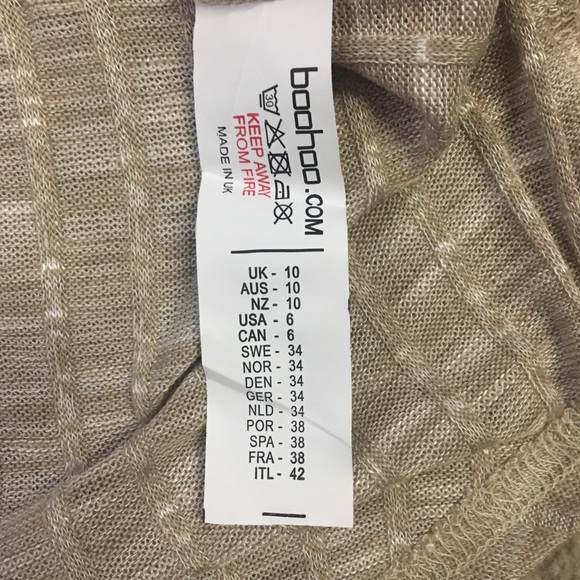 boohoo.COM
30
KEEP AWAY
FROM FIRE
MADE IN UK
UK - 10
AUS - 10
NZ - 10
USA - 6
CAN - 6
SWE - 34
NOR - 34
DEN - 34
GER - 34
NLD - 34
POR - 38
SPA - 38
FRA - 38
ITL - 42